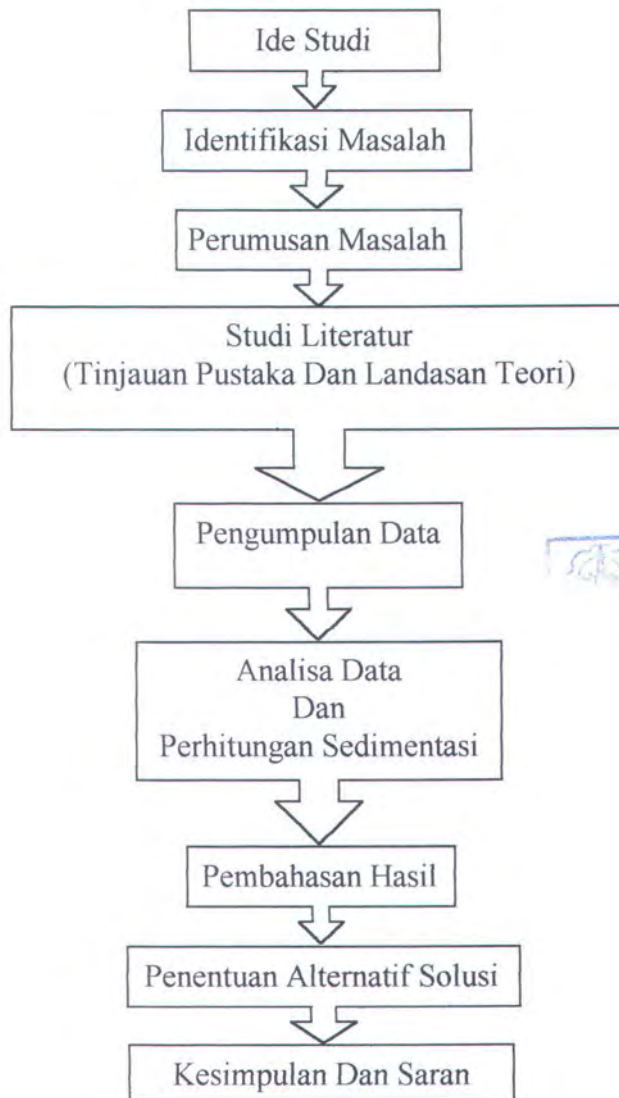 Ide Studi
Identifikasi Masalah
Perumusan Masalah
Studi Literatur
(Tinjauan Pustaka Dan Landasan Teori)
Pengumpulan Data
Analisa Data
Dan
Perhitungan Sedimentasi
Pembahasan Hasil
Penentuan Alternatif Solusi
Kesimpulan Dan Saran